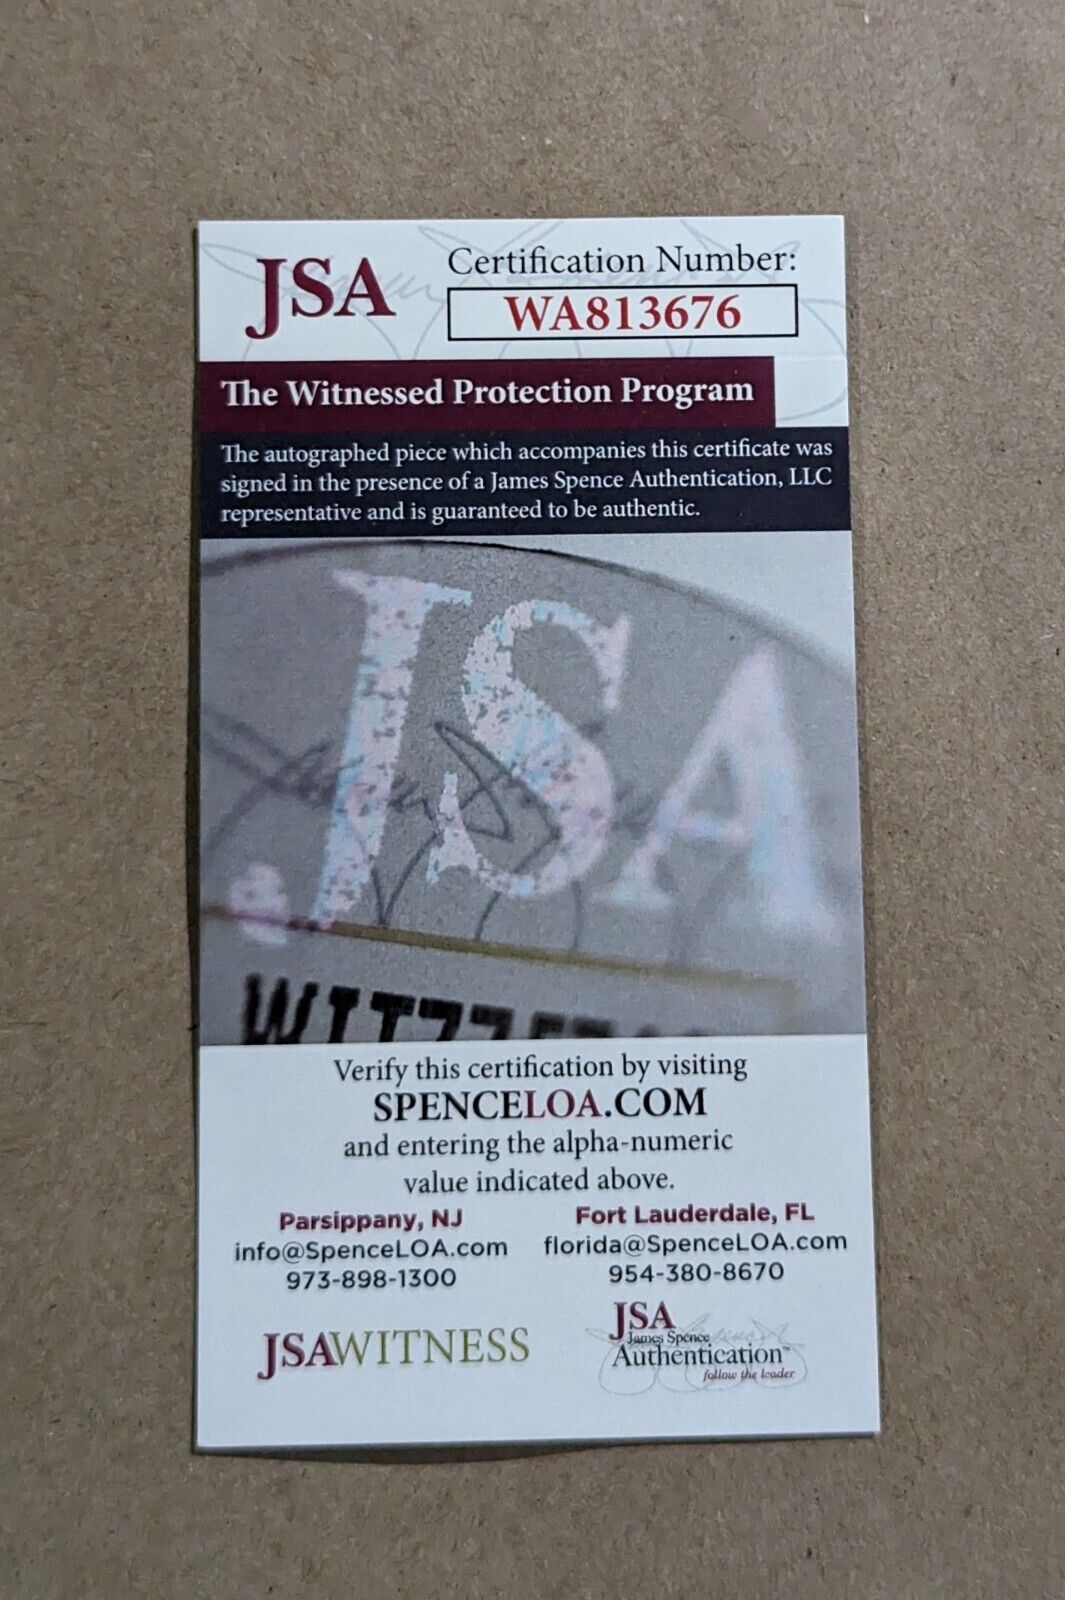 JSA
Certification Number:
WA813676
The Witnessed Protection Program
The autographed piece which accompanies this certificate was
signed in the presence of a James Spence Authentication, LLC
representative and is guaranteed to be authentic.
JSA
Verify this certification by visiting
SPENCELOA.COM
and entering the alpha-numeric
value indicated above.
Parsippany, NJ
info@SpenceLOA.com
973-898-1300
Fort Lauderdale, FL
florida@SpenceLOA.com
954-380-8670
JSAWITNESS
JSA
James Spence
Authentication™
follow the leader